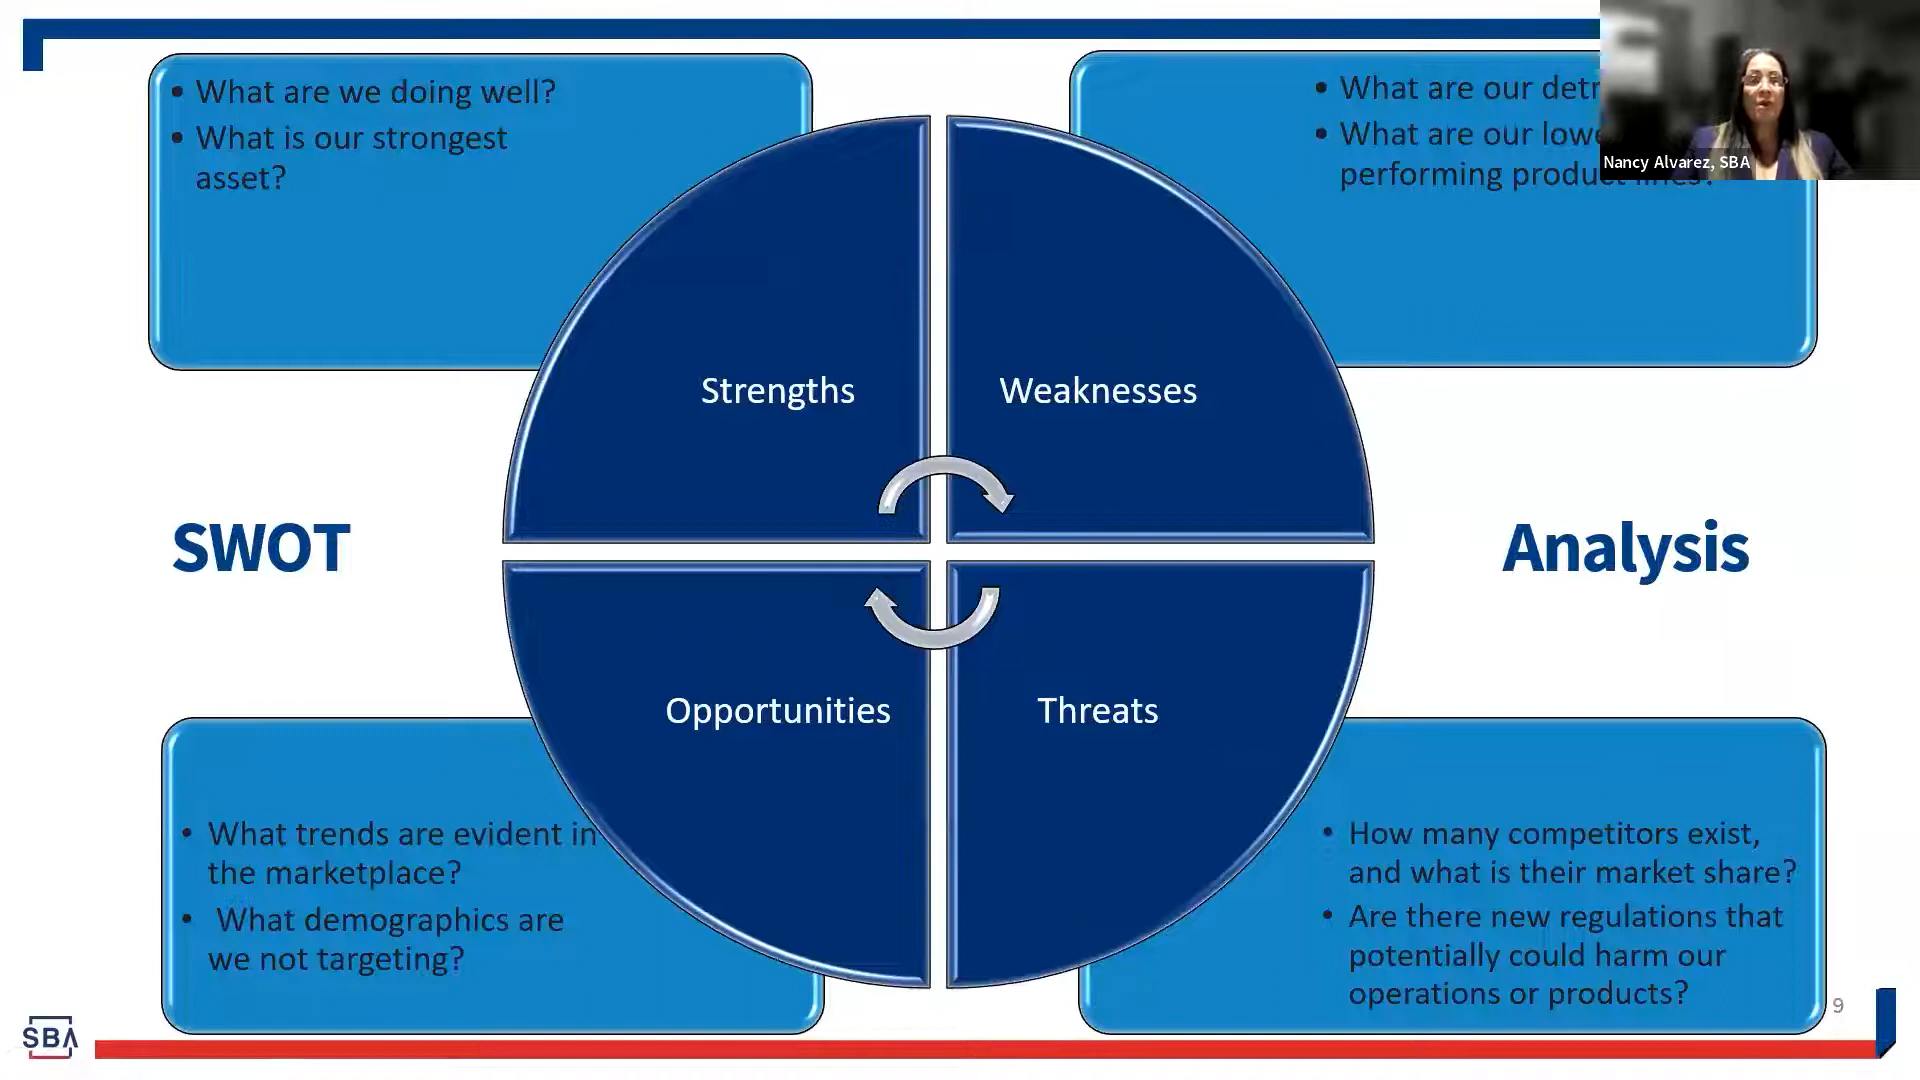 • What are we doing well?
• What is our strongest
asset?
• What are our
• What are our
performing product lines?
Nancy Alvarez, SBA
Strengths
Weaknesses
SWOT
Analysis
Opportunities
Threats
• What trends are evident in
the marketplace?
• What demographics are
we not targeting?
• How many competitors exist,
and what is their market share?
• Are there new regulations that
potentially could harm our
operations or products?
9
SBA